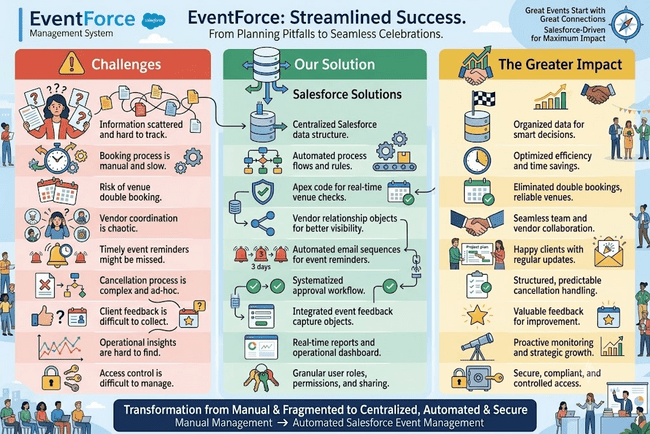 EventForce
salesforce
Management System
EventForce: Streamlined Success.
From Planning Pitfalls to Seamless Celebrations.
Great Events Start with
Great Connections
Salesforce-Driven
for Maximum Impact
Challenges
Information scattered
and hard to track.
Booking process is
manual and slow.
Risk of venue
double booking.
Vendor coordination
is chaotic.
Timely event reminders
might be missed.
Cancellation process is
complex and ad-hoc.
Client feedback is
difficult to collect.
Operational insights
are hard to find.
Access control is
difficult to manage.
Our Solution
Salesforce Solutions
Centralized Salesforce
data structure.
Automated process
flows and rules.
Apex code for real-time
venue checks.
Vendor relationship objects
for better visibility.
3
3 days
Automated email sequences
for event reminders.
Systematized
approval workflow.
Integrated event feedback
capture objects.
Real-time reports and
operational dashboard.
Granular user roles,
permissions, and sharing.
The Greater Impact
Organized data for
smart decisions.
Optimized efficiency
and time savings.
Eliminated double bookings,
reliable venues.
Seamless team and
vendor collaboration.
Project plan
Happy clients with
regular updates.
Structured, predictable
cancellation handling.
Valuable feedback
for improvement.
Proactive monitoring
and strategic growth.
Secure, compliant, and
controlled access.
Transformation from Manual & Fragmented to Centralized, Automated & Secure
Manual Management → Automated Salesforce Event Management